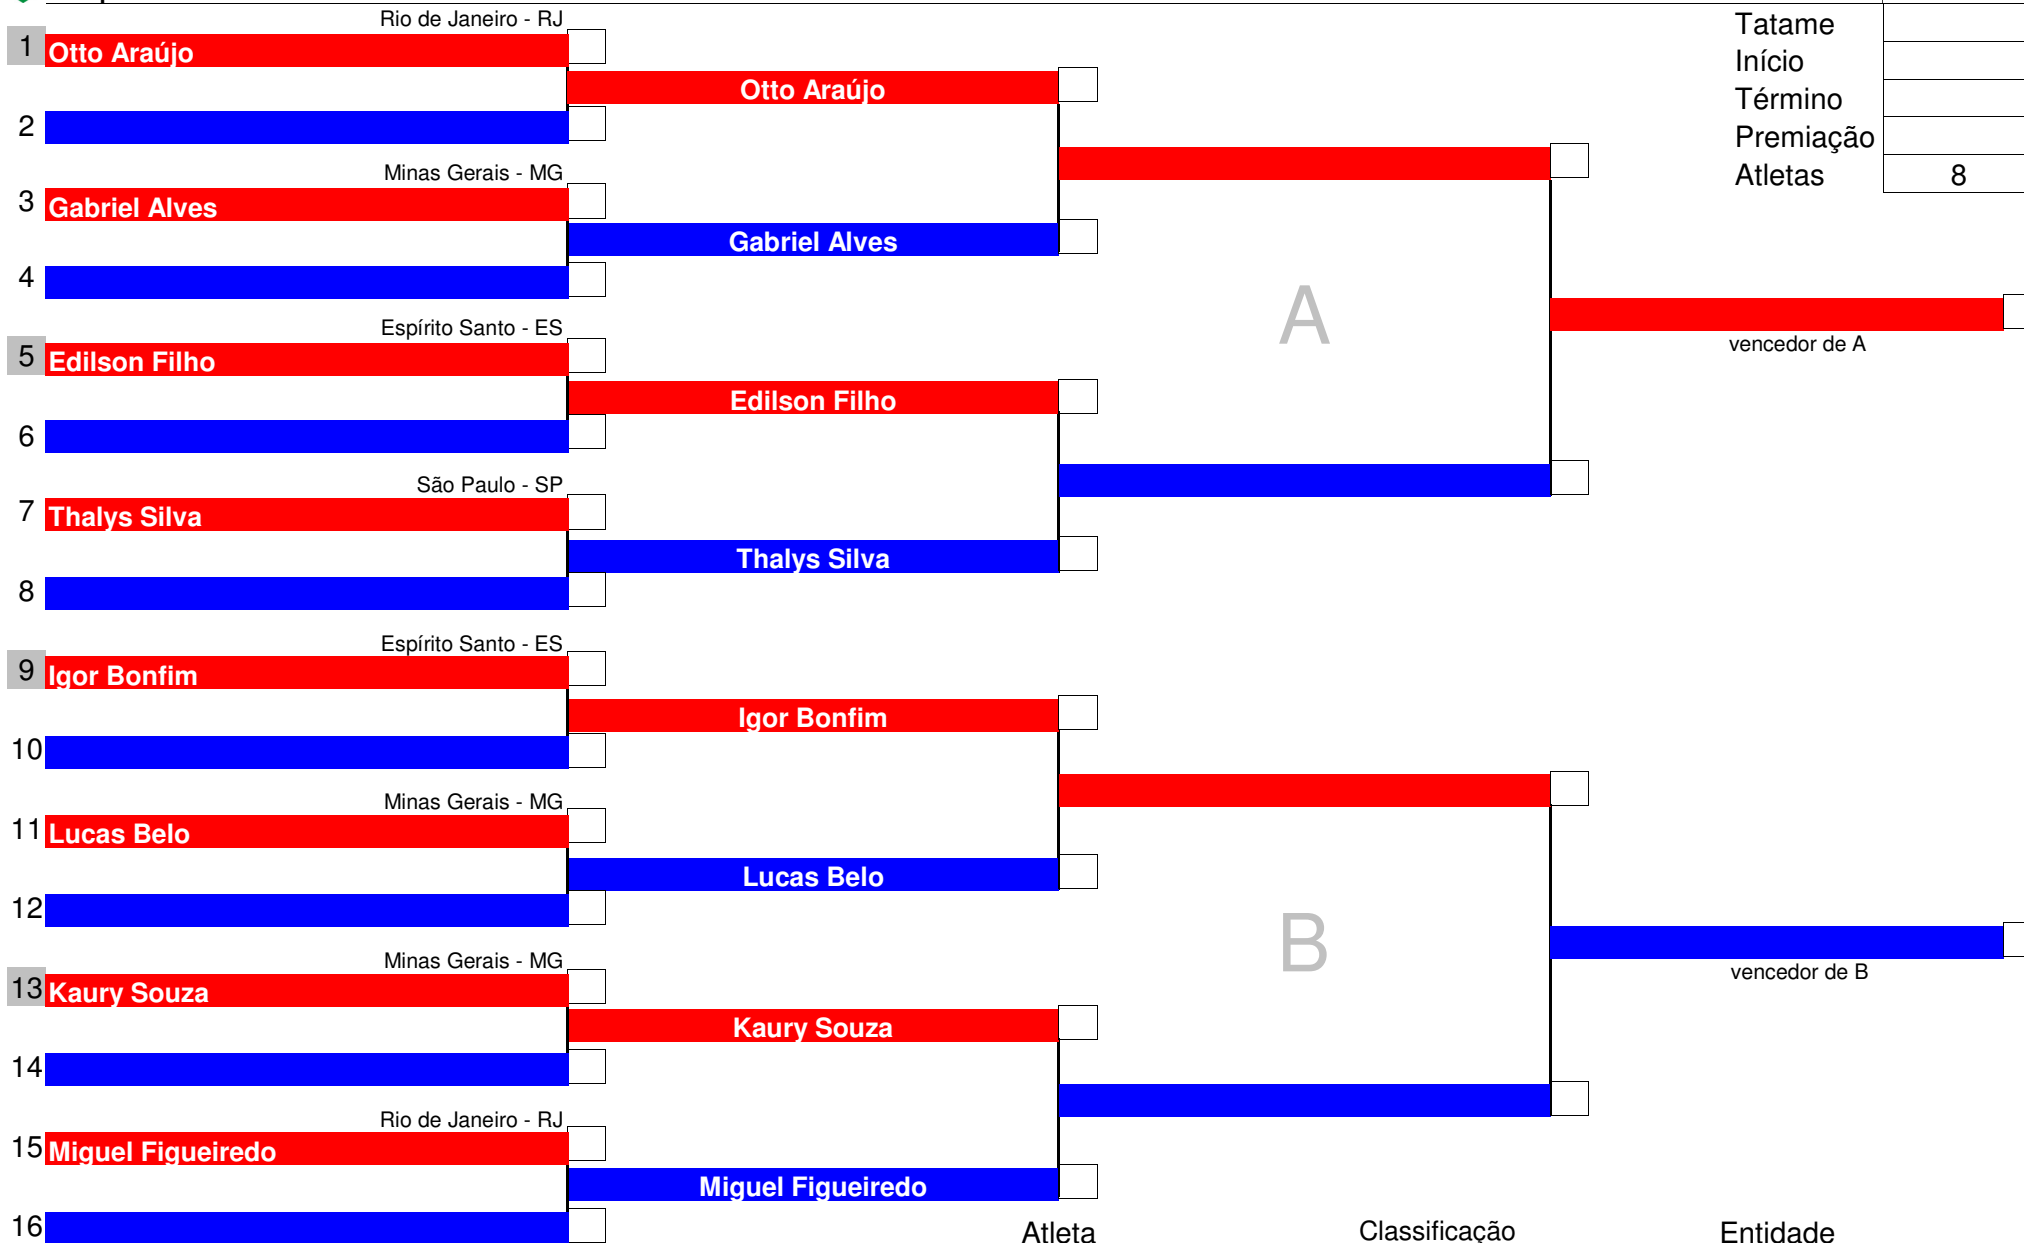 Rio de Janeiro - RJ
1 Otto Araújo
Otto Araújo
2
Minas Gerais - MG
3 Gabriel Alves
Gabriel Alves
4
Espírito Santo - ES
5 Edilson Filho
Edilson Filho
6
São Paulo - SP
7 Thalys Silva
Thalys Silva
8
Espírito Santo - ES
9 Igor Bonfim
Igor Bonfim
10
Minas Gerais - MG
11 Lucas Belo
Lucas Belo
12
Minas Gerais - MG
13 Kaury Souza
Kaury Souza
14
Rio de Janeiro - RJ
15 Miguel Figueiredo
Miguel Figueiredo
16
A
B
Tatame
Início
Término
Premiação
Atletas 8
vencedor de A
vencedor de B
Atleta Classificação Entidade